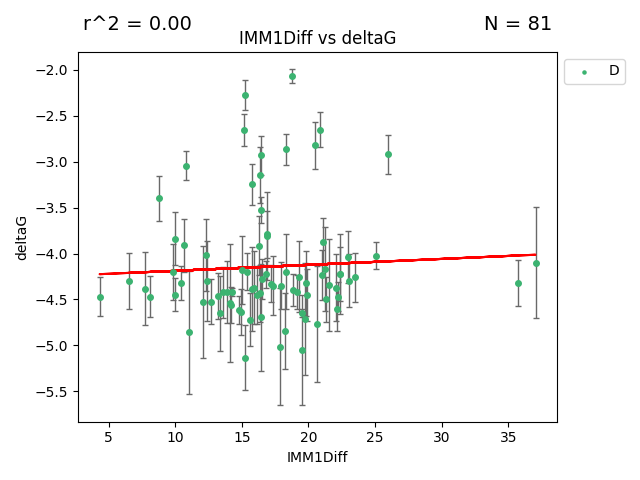 r^2 = 0.00
N = 81
IMM1Diff vs deltaG
D
−2.0
−2.5
−3.0
−3.5
−4.0
−4.5
−5.0
−5.5
deltaG
5 10 15 20 25 30 35
IMM1Diff